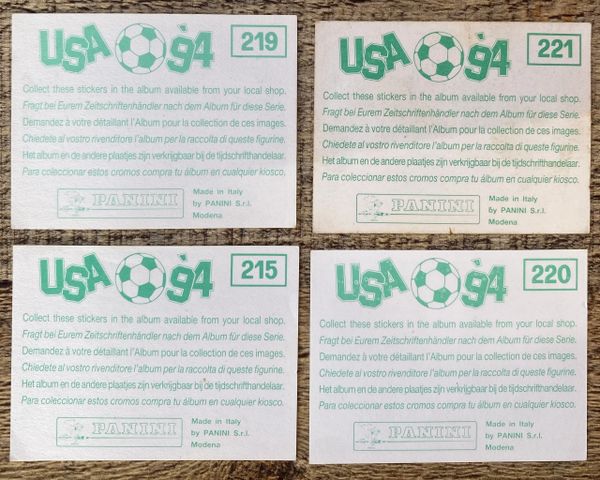 USA 94 219
Collect these stickers in the album available from your local shop.
Fragt bei Eurem Zeitschriftenhändler nach dem Album für diese Serie.
Demandez à votre détaillant l'Album pour la collection de ces images.
Chiedete al vostro rivenditore l'album per la raccolta di queste figurine.
Het album en de andere plaatjes zijn verkrijgbaar bij de tijdschrifthandelaar.
Para coleccionar estos cromos compra tu álbum en cualquier kiosco.
PANINI
Made in Italy
by PANINI S.r.l.
Modena
USA 94 221
Collect these stickers in the album available from your local shop.
Fragt bei Eurem Zeitschriftenhändler nach dem Album für diese Serie.
Demandez à votre détaillant l'Album pour la collection de ces images.
Chiedete al vostro rivenditore l'album per la raccolta di queste figurine.
Het album en de andere plaatjes zijn verkrijgbaar bij de tijdschrifthandelaar.
Para coleccionar estos cromos compra tu álbum en cualquier kiosco.
PANINI
Made in Italy
by PANINI S.r.l.
Modena
USA 94 215
Collect these stickers in the album available from your local shop.
Fragt bei Eurem Zeitschriftenhändler nach dem Album für diese Serie.
Demandez à votre détaillant l'Album pour la collection de ces images.
Chiedete al vostro rivenditore l'album per la raccolta di queste figurine.
Het album en de andere plaatjes zijn verkrijgbaar bij de tijdschrifthandelaar.
Para coleccionar estos cromos compra tu álbum en cualquier kiosco.
PANINI
Made in Italy
by PANINI S.r.l.
Modena
USA 94 220
Collect these stickers in the album available from your local shop.
Fragt bei Eurem Zeitschriftenhändler nach dem Album für diese Serie.
Demandez à votre détaillant l'Album pour la collection de ces images.
Chiedete al vostro rivenditore l'album per la raccolta di queste figurine.
Het album en de andere plaatjes zijn verkrijgbaar bij de tijdschrifthandelaar.
Para coleccionar estos cromos compra tu álbum en cualquier kiosco.
PANINI
Made in Italy
by PANINI S.r.l.
Modena